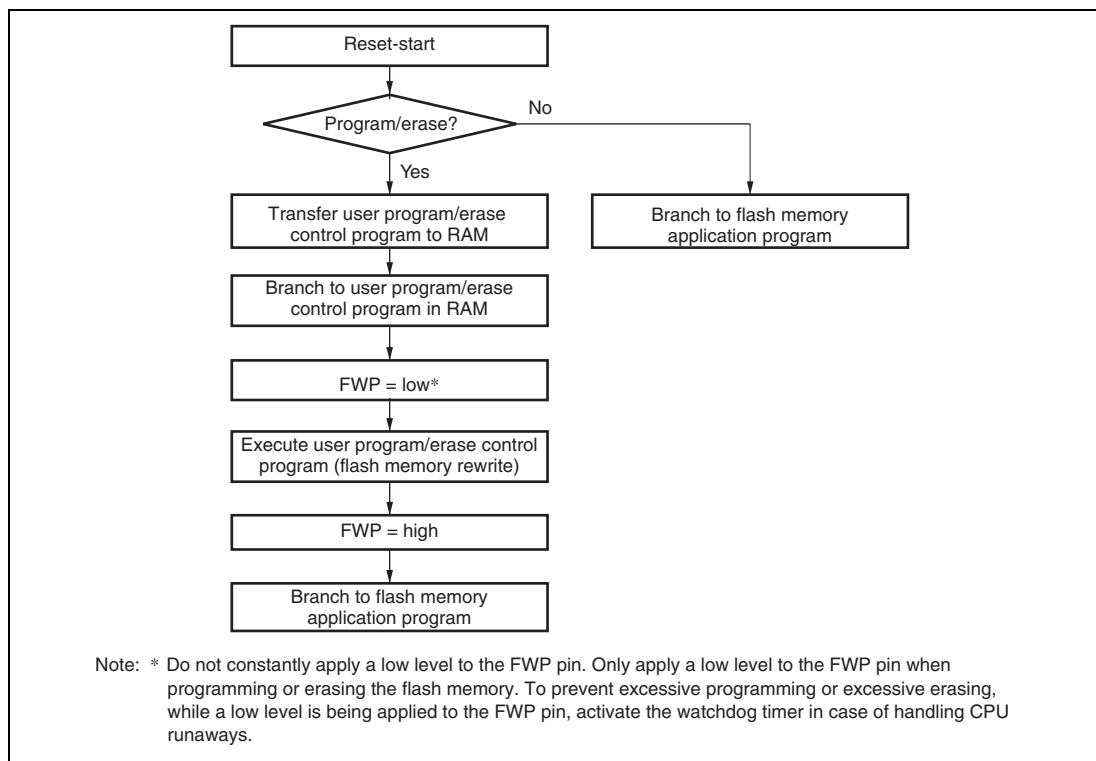 Reset-start
Program/erase?
No
Yes
Transfer user program/erase
control program to RAM
Branch to flash memory
application program
Branch to user program/erase
control program in RAM
FWP = low*
Execute user program/erase control
program (flash memory rewrite)
FWP = high
Branch to flash memory
application program
Note: * Do not constantly apply a low level to the FWP pin. Only apply a low level to the FWP pin when
programming or erasing the flash memory. To prevent excessive programming or excessive erasing,
while a low level is being applied to the FWP pin, activate the watchdog timer in case of handling CPU
runaways.